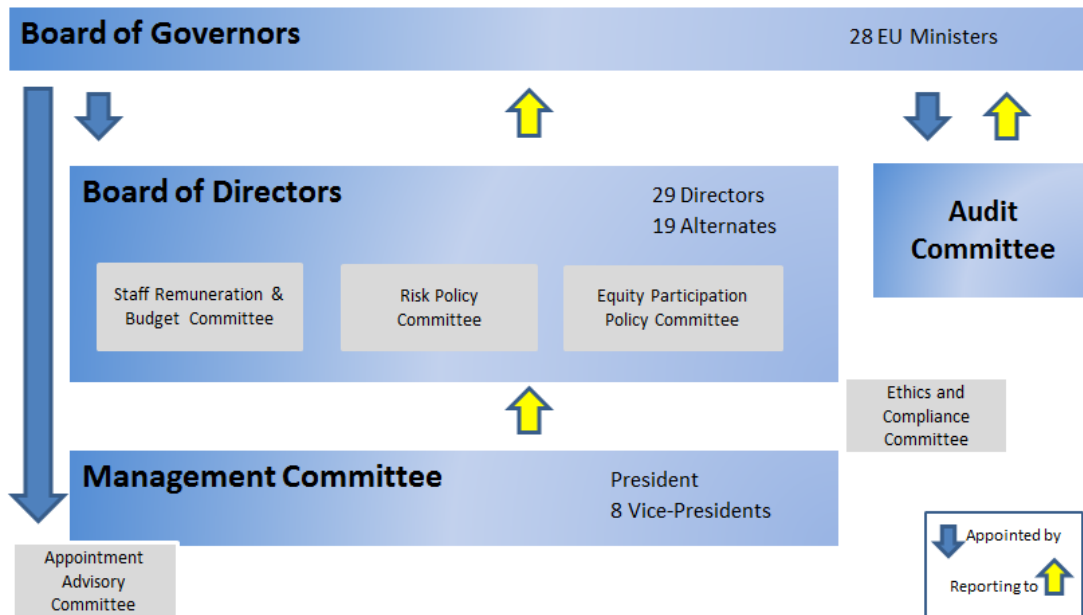 Board of Governors
28 EU Ministers
Board of Directors
29 Directors
19 Alternates
Staff Remuneration &
Budget Committee
Risk Policy
Committee
Equity Participation
Policy Committee
Audit
Committee
Ethics and
Compliance
Committee
Management Committee
President
8 Vice-Presidents
Appointment
Advisory
Committee
Appointed by
Reporting to